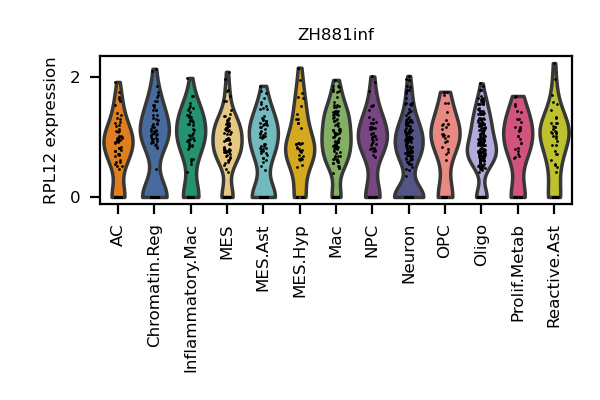 ZH881inf
RPL12 expression
2
0
AC
Chromatin.Reg
Inflammatory.Mac
MES
MES.Ast
MES.Hyp
Mac
NPC
Neuron
OPC
Oligo
Prolif.Metab
Reactive.Ast